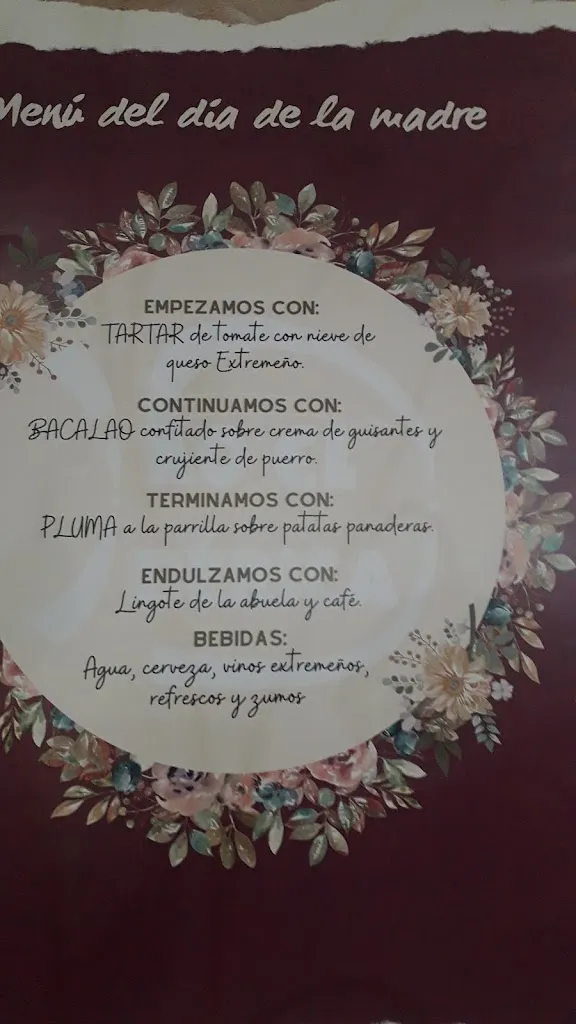 Menú del día de la madre
EMPEZAMOS CON:
TARTAR de tomate con nieve de
queso Extremeño.
CONTINUAMOS CON:
BACALAO confitado sobre crema de guisantes y
crujiente de puerro.
TERMINAMOS CON:
PLUMA a la parrilla sobre patatas panaderas.
ENDULZAMOS CON:
Lingote de la abuela y café.
BEBIDAS:
Agua, cerveza, vinos extremeños,
refrescos y zumos